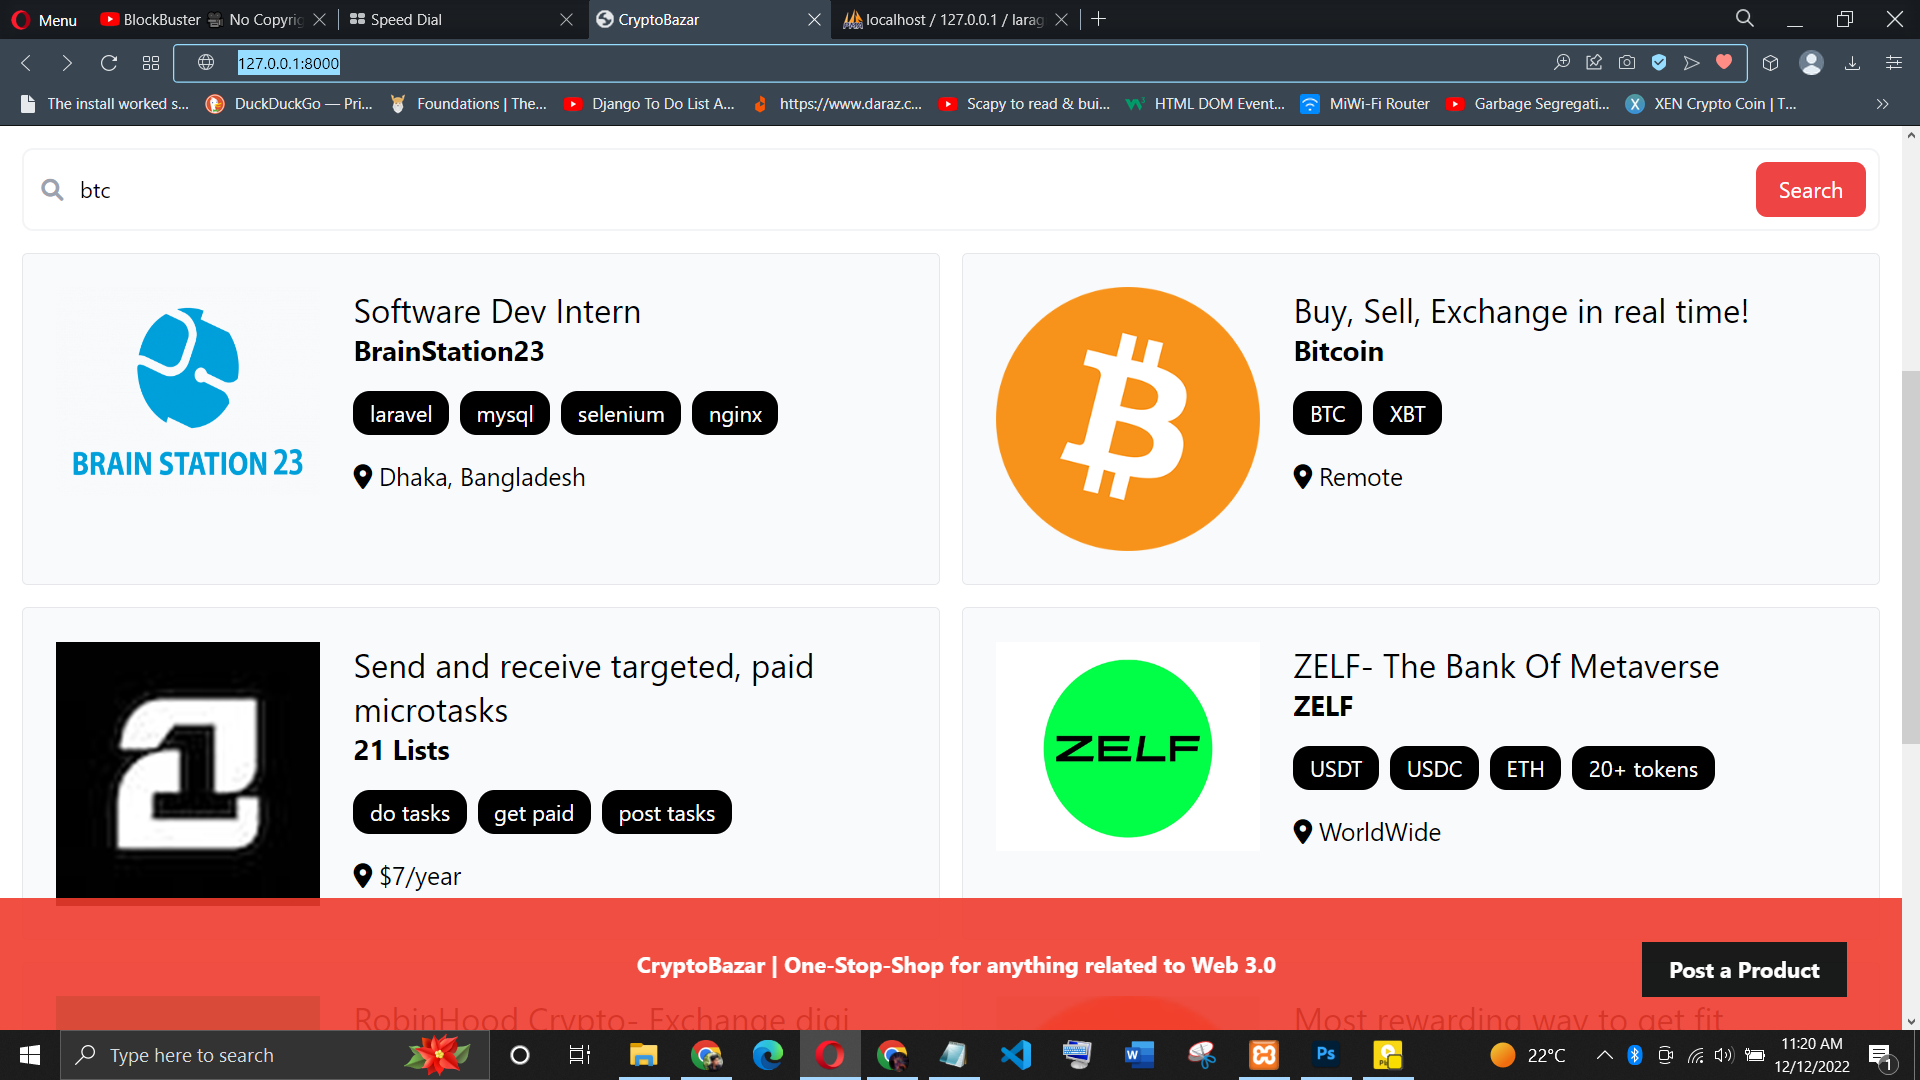 Menu
BlockBuster 🎥 No Copyrig
Speed Dial
CryptoBazar
localhost / 127.0.0.1 / larag
127.0.0.1:8000
The install worked s...
DuckDuckGo — Pri...
Foundations | The...
Django To Do List A...
https://www.daraz.c...
Scapy to read & bui...
HTML DOM Event...
MiWi-Fi Router
Garbage Segregati...
XEN Crypto Coin | T...
btc
Search
BRAIN STATION 23
Software Dev Intern
BrainStation23
laravel mysql selenium nginx
Dhaka, Bangladesh
Buy, Sell, Exchange in real time!
Bitcoin
BTC XBT
Remote
Send and receive targeted, paid
microtasks
21 Lists
do tasks get paid post tasks
$7/year
ZELF
ZELF- The Bank Of Metaverse
ZELF
USDT USDC ETH 20+ tokens
WorldWide
CryptoBazar | One-Stop-Shop for anything related to Web 3.0
Post a Product
RobinHood Crypto- Exchange digi
Most rewarding way to get fit
Type here to search
Ps
22°C
11:20 AM
12/12/2022
1